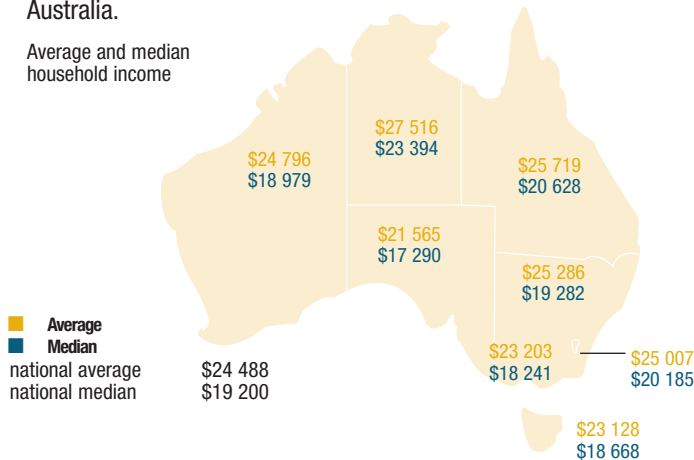 Australia.
Average and median
household income
$27 516
$23 394
$24 796
$18 979
$25 719
$20 628
$21 565
$17 290
$25 286
$19 282
Average
Median
$23 203
$18 241
$25 007
$20 185
national average $24 488
national median $19 200
$23 128
$18 668